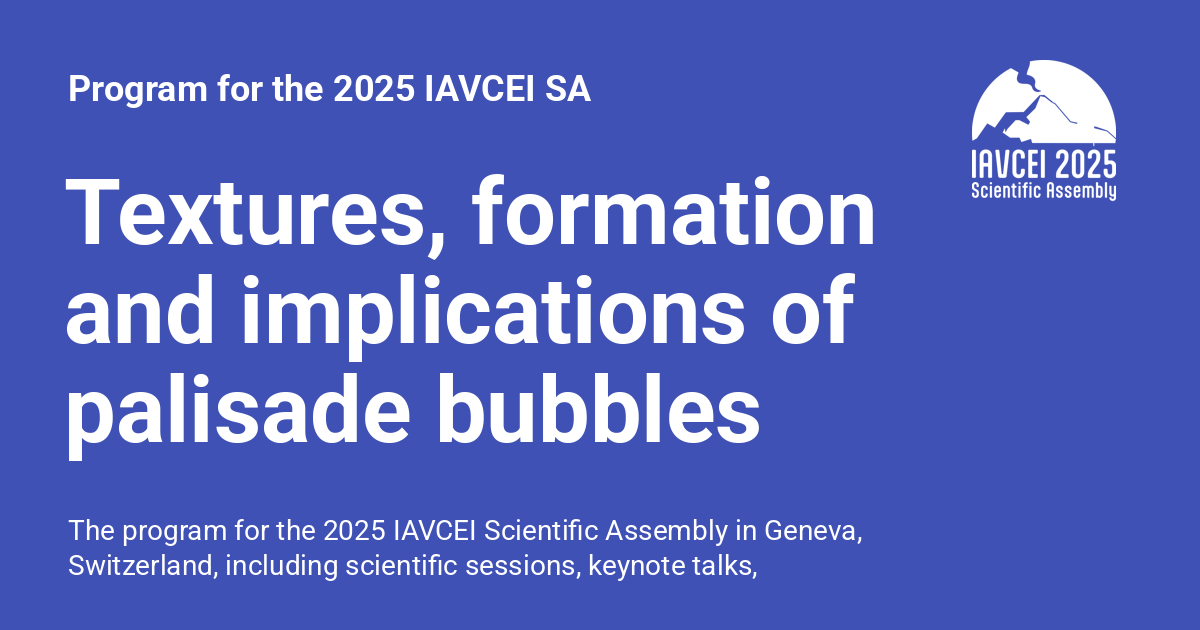 Program for the 2025 IAVCEI SA
IAVCEI 2025
Scientific Assembly
Textures, formation
and implications of
palisade bubbles
The program for the 2025 IAVCEI Scientific Assembly in Geneva,
Switzerland, including scientific sessions, keynote talks,